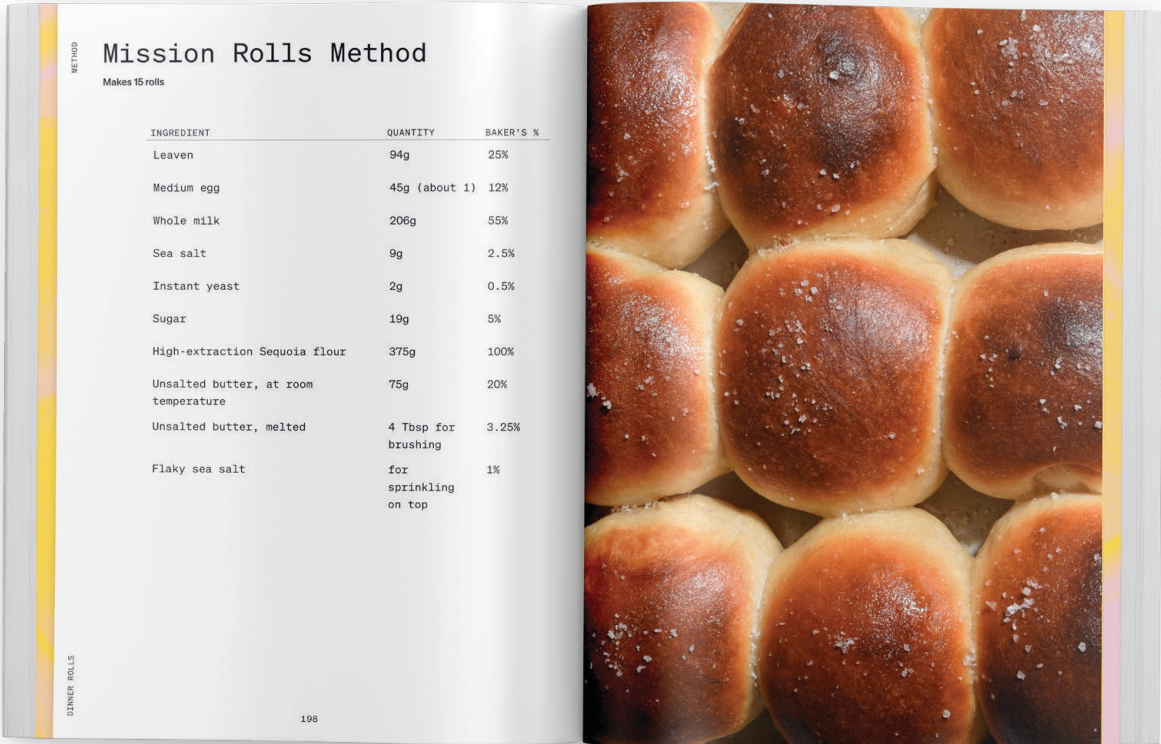 METHOD
Mission Rolls Method
Makes 15 rolls
INGREDIENT QUANTITY BAKER'S %
Leaven 94g 25%
Medium egg 45g (about 1) 12%
Whole milk 206g 55%
Sea salt 9g 2.5%
Instant yeast 2g 0.5%
Sugar 19g 5%
High-extraction Sequoia flour 375g 100%
Unsalted butter, at room 75g 20%
temperature
Unsalted butter, melted 4 Tbsp for 3.25%
brushing
Flaky sea salt for 1%
sprinkling
on top
DINNER ROLLS
198